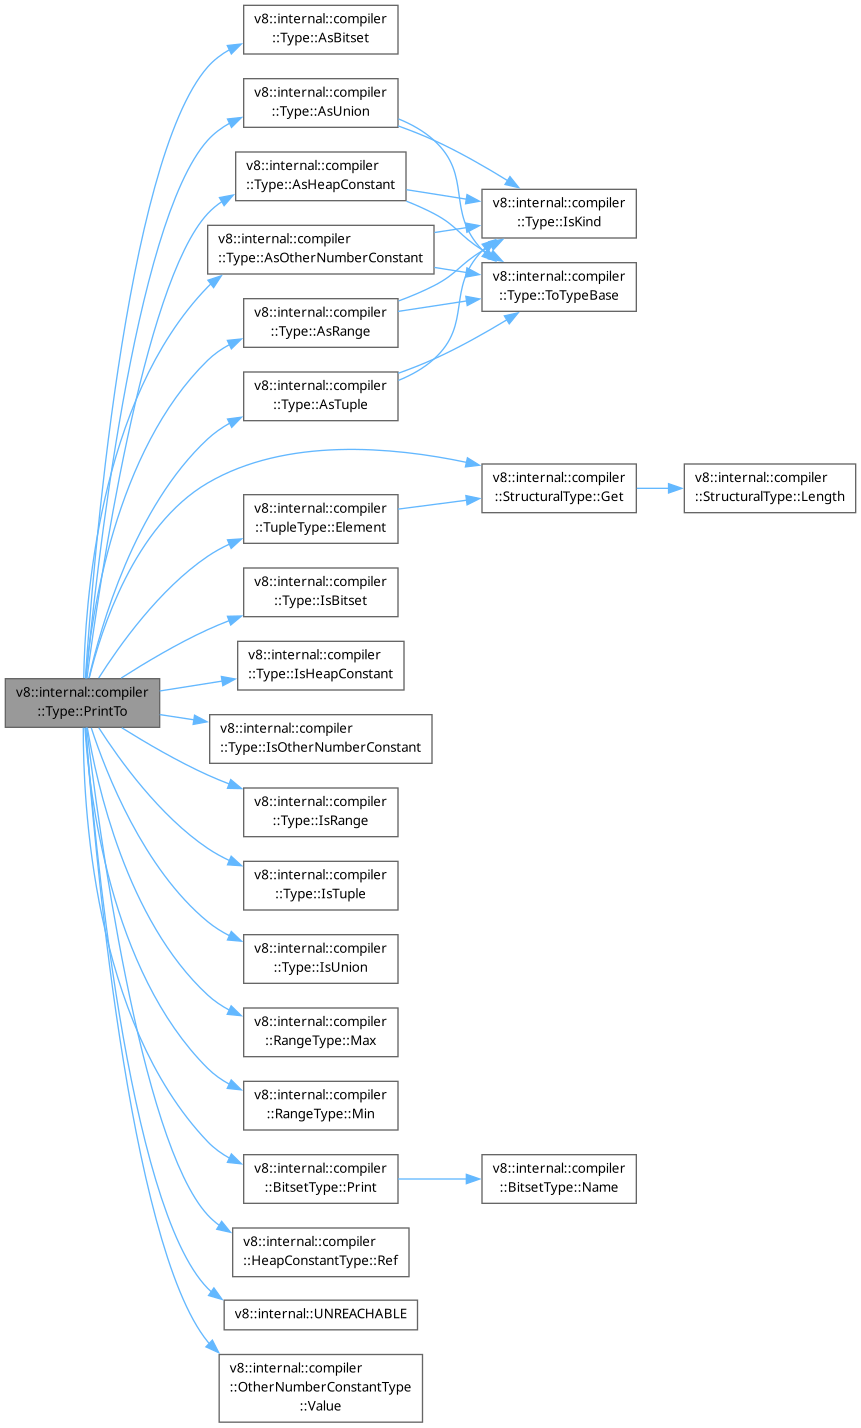 v8::internal::compiler
::Type::AsBitset
v8::internal::compiler
::Type::AsUnion
v8::internal::compiler
::Type::AsHeapConstant
v8::internal::compiler
::Type::IsKind
v8::internal::compiler
::Type::AsOtherNumberConstant
v8::internal::compiler
::Type::ToTypeBase
v8::internal::compiler
::Type::AsRange
v8::internal::compiler
::Type::AsTuple
v8::internal::compiler
::StructuralType::Get
v8::internal::compiler
::StructuralType::Length
v8::internal::compiler
::TupleType::Element
v8::internal::compiler
::Type::IsBitset
v8::internal::compiler
::Type::IsHeapConstant
v8::internal::compiler
::Type::PrintTo
v8::internal::compiler
::Type::IsOtherNumberConstant
v8::internal::compiler
::Type::IsRange
v8::internal::compiler
::Type::IsTuple
v8::internal::compiler
::Type::IsUnion
v8::internal::compiler
::RangeType::Max
v8::internal::compiler
::RangeType::Min
v8::internal::compiler
::BitsetType::Print
v8::internal::compiler
::BitsetType::Name
v8::internal::compiler
::HeapConstantType::Ref
v8::internal::UNREACHABLE
v8::internal::compiler
::OtherNumberConstantType
::Value